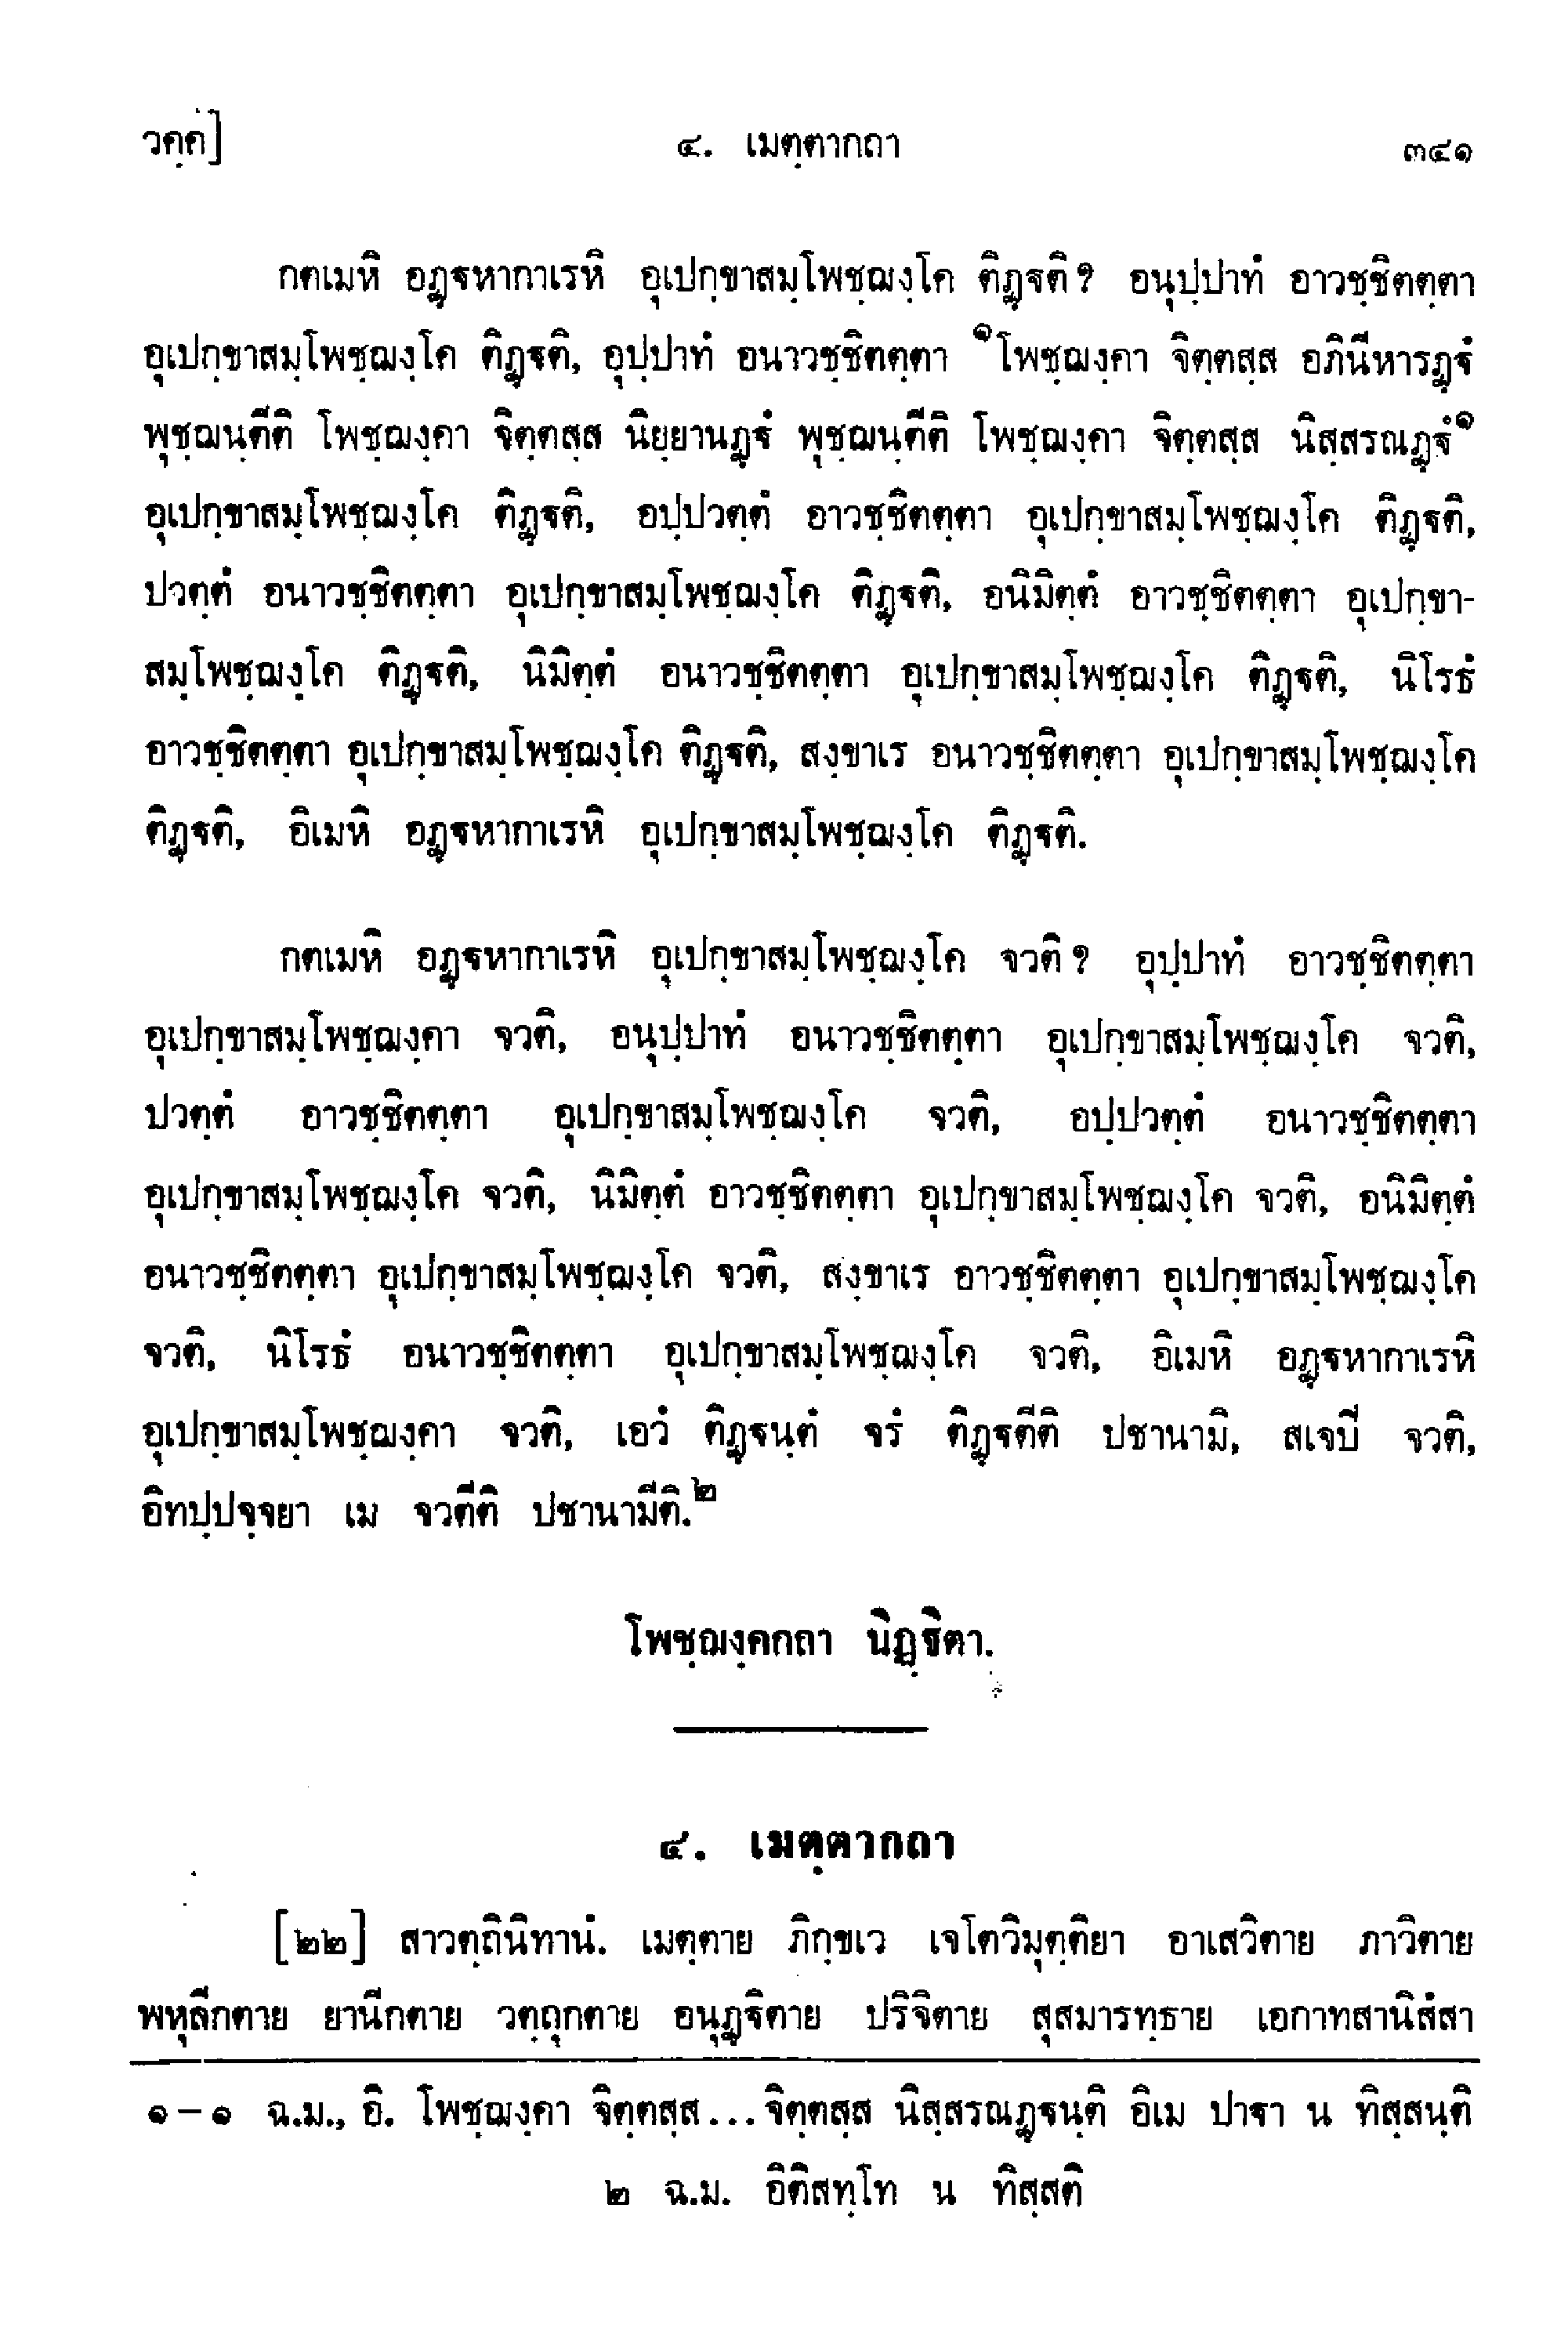 วคฺค]
๔. เมตฺตากถา
๓๔๑
กตเมหิ อฏฺฐหากาเรหิ อุเปกฺขาสมฺโพชฺฌงฺโค ติฏฺฐติ? อนุปฺปาทํ อาวชฺชิตตฺตา
อุเปกฺขาสมฺโพชฺฌงฺโค ติฏฺฐติ, อุปฺปาทํ อนาวชฺชิตตฺตา ๑โพชฺฌงฺคา จิตฺตสฺส อภินีหารฏฺฐํ
พุชฺฌนฺตีติ โพชฺฌงฺคา จิตฺตสฺส นิยฺยานฏฺฐํ พุชฺฌนฺตีติ โพชฺฌงฺคา จิตฺตสฺส นิสฺสรณฏฺฐํ๑
อุเปกฺขาสมฺโพชฺฌงฺโค ติฏฺฐติ, อปฺปวตฺตํ อาวชฺชิตตฺตา อุเปกฺขาสมฺโพชฺฌงฺโค ติฏฺฐติ,
ปวตฺตํ อนาวชฺชิตตฺตา อุเปกฺขาสมฺโพชฺฌงฺโค ติฏฺฐติ, อนิมิตฺตํ อาวชฺชิตตฺตา อุเปกฺขา-
สมฺโพชฺฌงฺโค ติฏฺฐติ, นิมิตฺตํ อนาวชฺชิตตฺตา อุเปกฺขาสมฺโพชฺฌงฺโค ติฏฺฐติ, นิโรธํ
อาวชฺชิตตฺตา อุเปกฺขาสมฺโพชฺฌงฺโค ติฏฺฐติ, สงฺขาเร อนาวชฺชิตตฺตา อุเปกฺขาสมฺโพชฺฌงฺโค
ติฏฺฐติ, อิเมหิ อฏฺฐหากาเรหิ อุเปกฺขาสมฺโพชฺฌงฺโค ติฏฺฐติ.
กตเมหิ อฏฺฐหากาเรหิ อุเปกฺขาสมฺโพชฺฌงฺโค จวติ? อุปฺปาทํ อาวชฺชิตตฺตา
อุเปกฺขาสมฺโพชฺฌงฺคา จวติ, อนุปฺปาทํ อนาวชฺชิตตฺตา อุเปกฺขาสมฺโพชฺฌงฺโค จวติ,
ปวตฺตํ อาวชฺชิตตฺตา อุเปกฺขาสมฺโพชฺฌงฺโค จวติ, อปฺปวตฺตํ อนาวชฺชิตตฺตา
อุเปกฺขาสมฺโพชฺฌงฺโค จวติ, นิมิตฺตํ อาวชฺชิตตฺตา อุเปกฺขาสมฺโพชฺฌงฺโค จวติ, อนิมิตฺตํ
อนาวชฺชิตตฺตา อุเปกฺขาสมฺโพชฺฌงฺโค จวติ, สงฺขาเร อาวชฺชิตตฺตา อุเปกฺขาสมฺโพชฺฌงฺโค
จวติ, นิโรธํ อนาวชฺชิตตฺตา อุเปกฺขาสมฺโพชฺฌงฺโค จวติ, อิเมหิ อฏฺฐหากาเรหิ
อุเปกฺขาสมฺโพชฺฌงฺคา จวติ, เอวํ ติฏฺฐนฺตํ จรํ ติฏฺฐตีติ ปชานามิ, สเจปิ จวติ,
อิทปฺปจฺจยา เม จวตีติ ปชานามีติ.๒
โพชฺฌงฺคกถา นิฏฺฐิตา.
๔. เมตฺตากถา
[๒๒] สาวตฺถินิทานํ. เมตฺตาย ภิกฺขเว เจโตวิมุตฺติยา อาเสวิตาย ภาวิตาย
พหุลีกตาย ยานีกตาย วตฺถุกตาย อนุฏฺฐิตาย ปริจิตาย สุสมารทฺธาย เอกาทสานิสํสา
๑-๑ ฉ.ม., อิ. โพชฺฌงฺคา จิตฺตสฺส...จิตฺตสฺส นิสฺสรณฏฺฐนฺติ อิเม ปาฐา น ทิสฺสนฺติ
๒ ฉ.ม. อิติสทฺโท น ทิสฺสติ